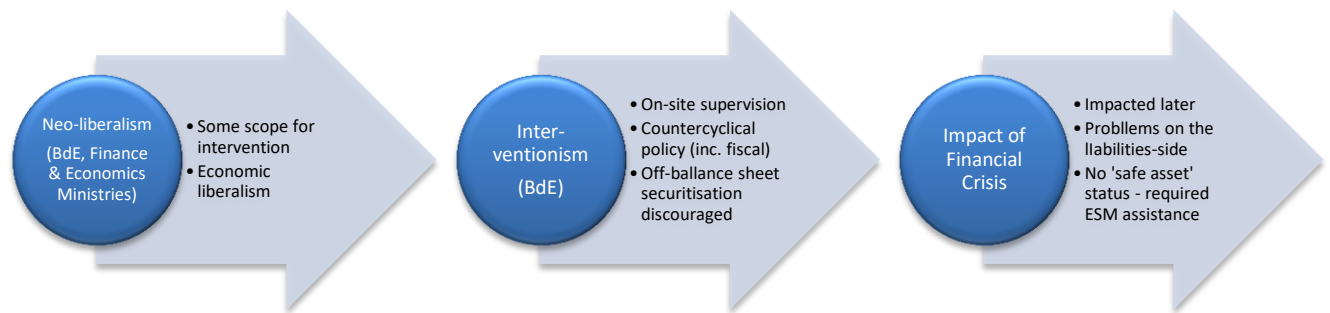 Neo-liberalism
(BdE, Finance
& Economics
Ministries)
• Some scope for
intervention
• Economic
liberalism
Inter-
ventionism
(BdE)
• On-site supervision
• Countercyclical
policy (inc. fiscal)
• Off-ballance sheet
securitisation
discouraged
Impact of
Financial
Crisis
• Impacted later
• Probllems on the
lIabilities-side
• No 'safe asset'
status - required
ESM assistance